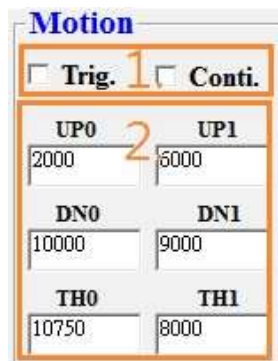 Motion
Trig. 1. Conti.
UP0 UP1
2
2000 6000
DN0 DN1
10000 9000
TH0 TH1
10750 8000